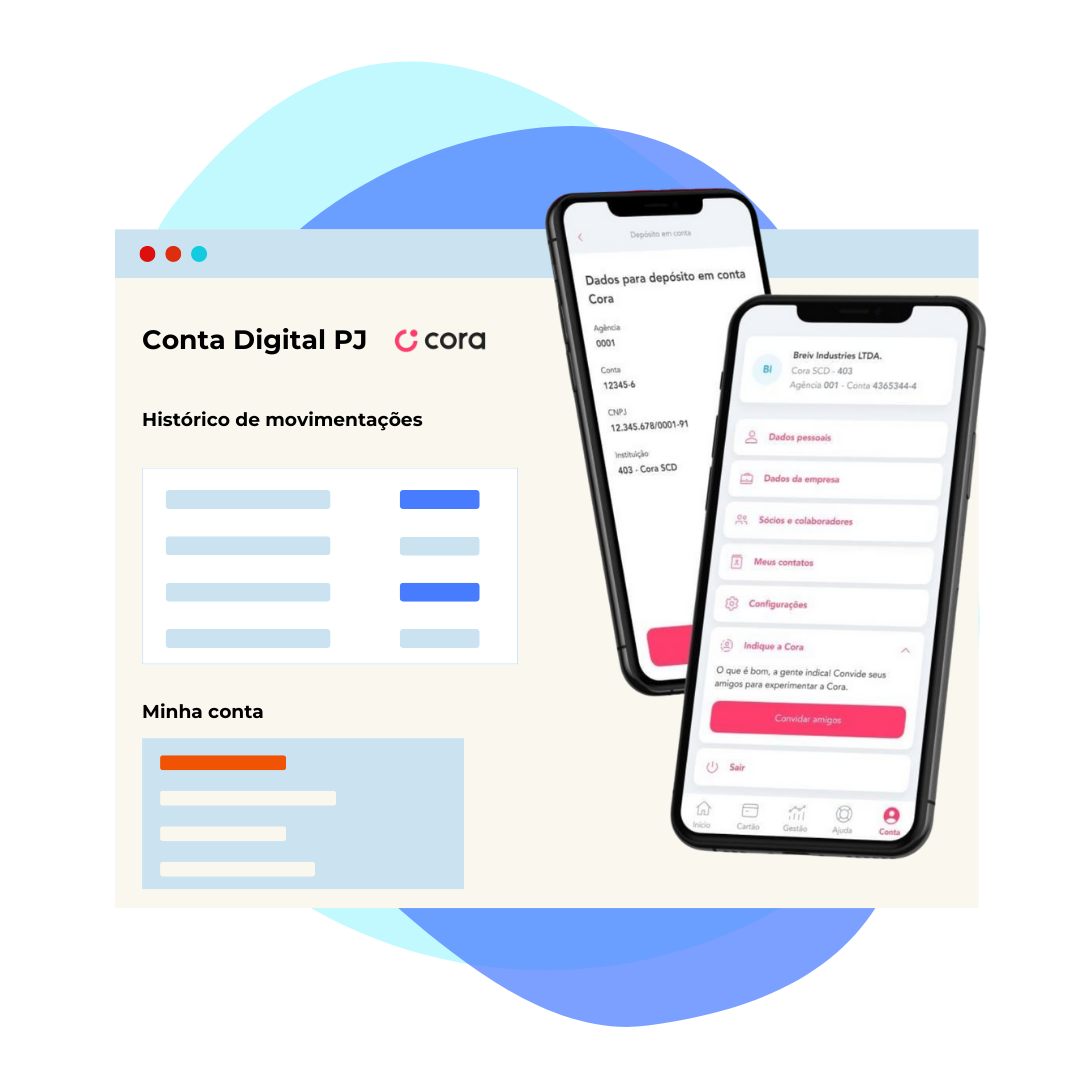 Conta Digital PJ
cora
Histórico de movimentações
Minha conta
Depósito em conta
Dados para depósito em conta
Cora
Agência
0001
Conta
12345-6
CNPJ
12.345.678/0001-91
Instituição
403 - Cora SCD
BI
Breiv Industries LTDA.
Cora SCD - 403
Agência 001 - Conta 4365344-4
Dados pessoais
Dados da empresa
Sócios e colaboradores
Meus contatos
Configurações
Indique a Cora
O que é bom, a gente indica! Convide seus
amigos para experimentar a Cora.
Convidar amigos
Sair
Início
Cartão
Gestão
Ajuda
Conta